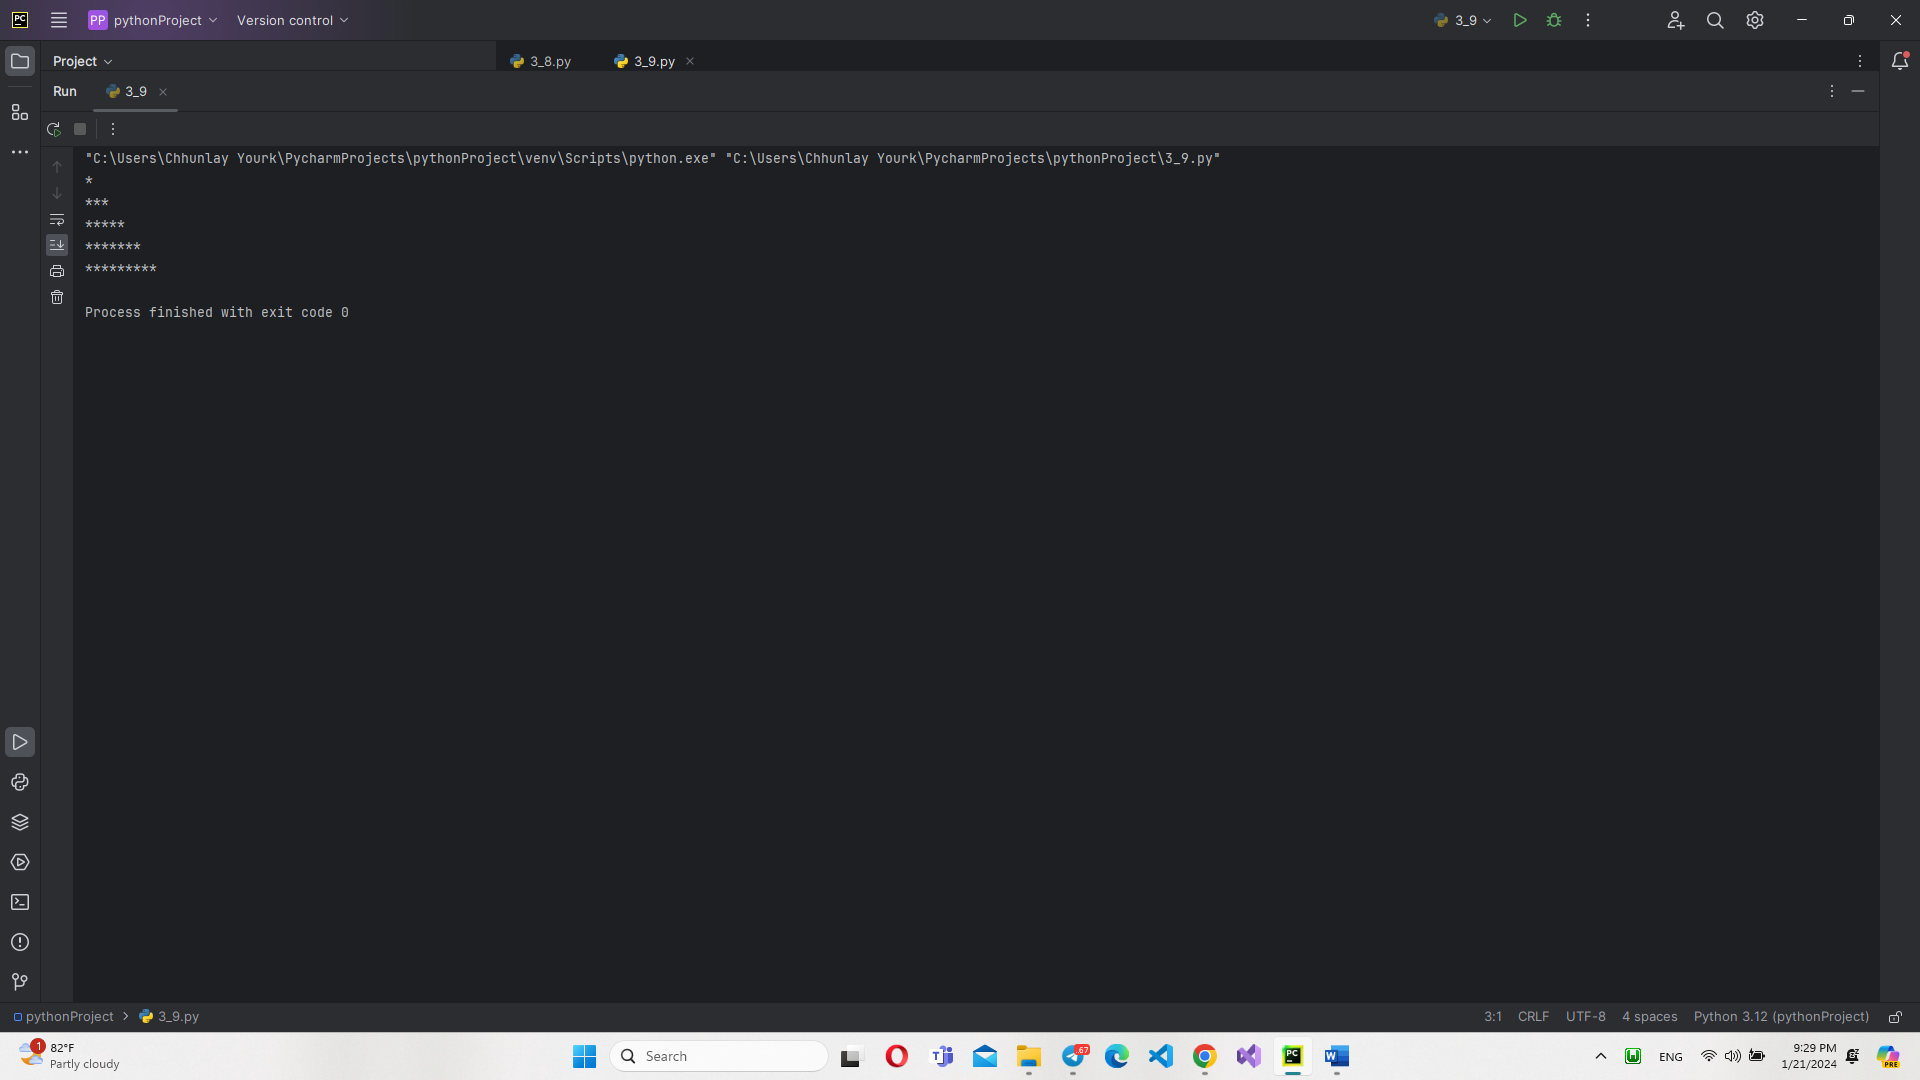 PC
PP pythonProject Version control 3_9
Project 3_8.py 3_9.py
Run 3_9
"C:\Users\Chhunlay Yourk\PycharmProjects\pythonProject\venv\Scripts\python.exe" "C:\Users\Chhunlay Yourk\PycharmProjects\pythonProject\3_9.py"
*
***
*****
*******
*********
Process finished with exit code 0
pythonProject > 3_9.py 3:1 CRLF UTF-8 4 spaces Python 3.12 (pythonProject)
1 82°F
Partly cloudy
Search
67
PC
ENG
9:29 PM
1/21/2024
PRE